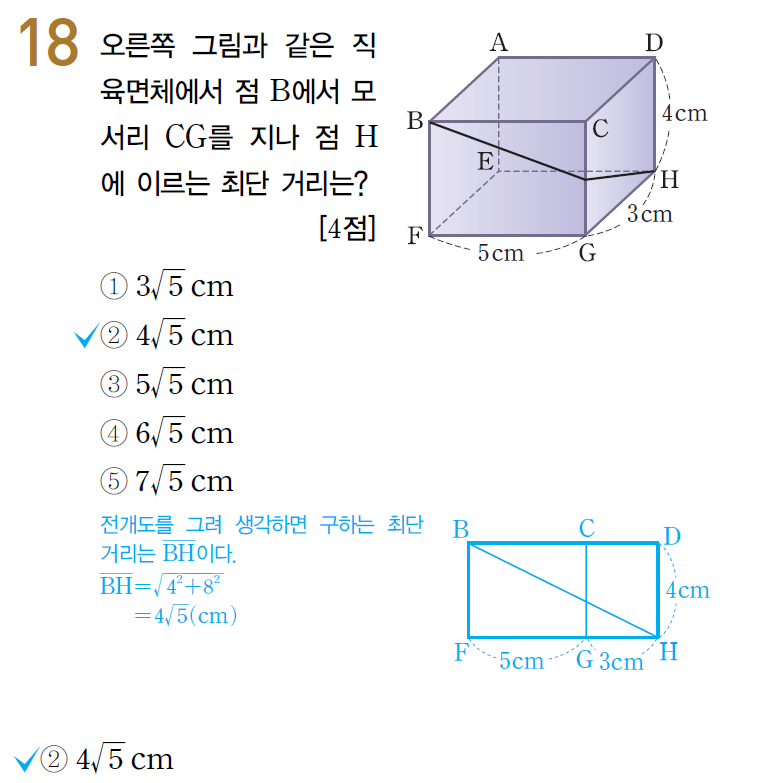 18 오른쪽 그림과 같은 직
육면체에서 점 B에서 모
서리 CG를 지나 점 H
에 이르는 최단 거리는?
[4점]
A
D
B
C
4cm
E
H
3cm
F
5cm
G
① 3√5 cm
② 4√5 cm
③ 5√5 cm
④ 6√5 cm
⑤ 7√5 cm
전개도를 그려 생각하면 구하는 최단
거리는 B̅H̅이다.
B̅H̅=√(4²+8²)
=4√5(cm)
B
C
D
4cm
F
5cm
G
3cm
H
② 4√5 cm